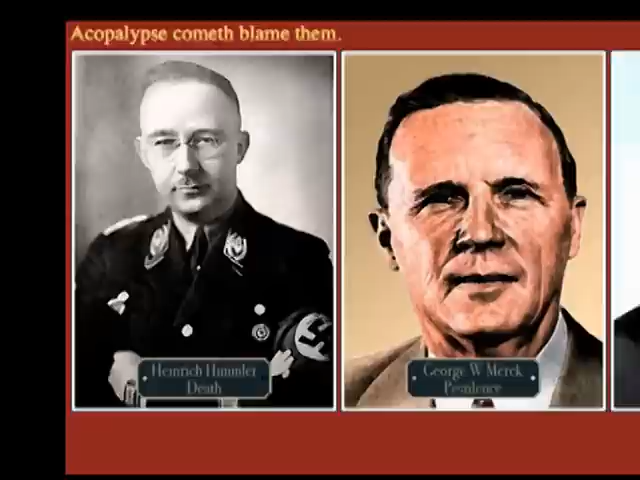 Acopalypse cometh blame them.
Heinrich Himmler
Death
George W Merck
Pestilence